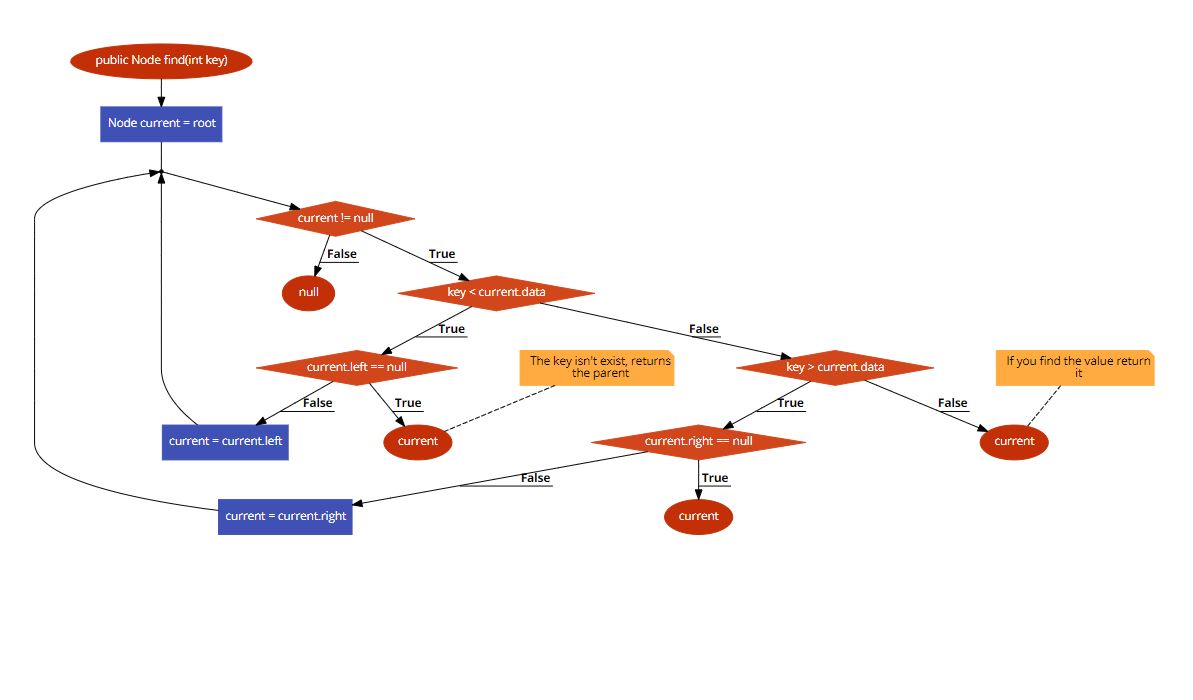 public Node find(int key)
Node current = root
current != null
False
True
null
key < current.data
True
False
current.left == null
The key isn't exist, returns
the parent
key > current.data
If you find the value return
it
False
True
True
False
current = current.left
current
current.right == null
current
False
True
current = current.right
current